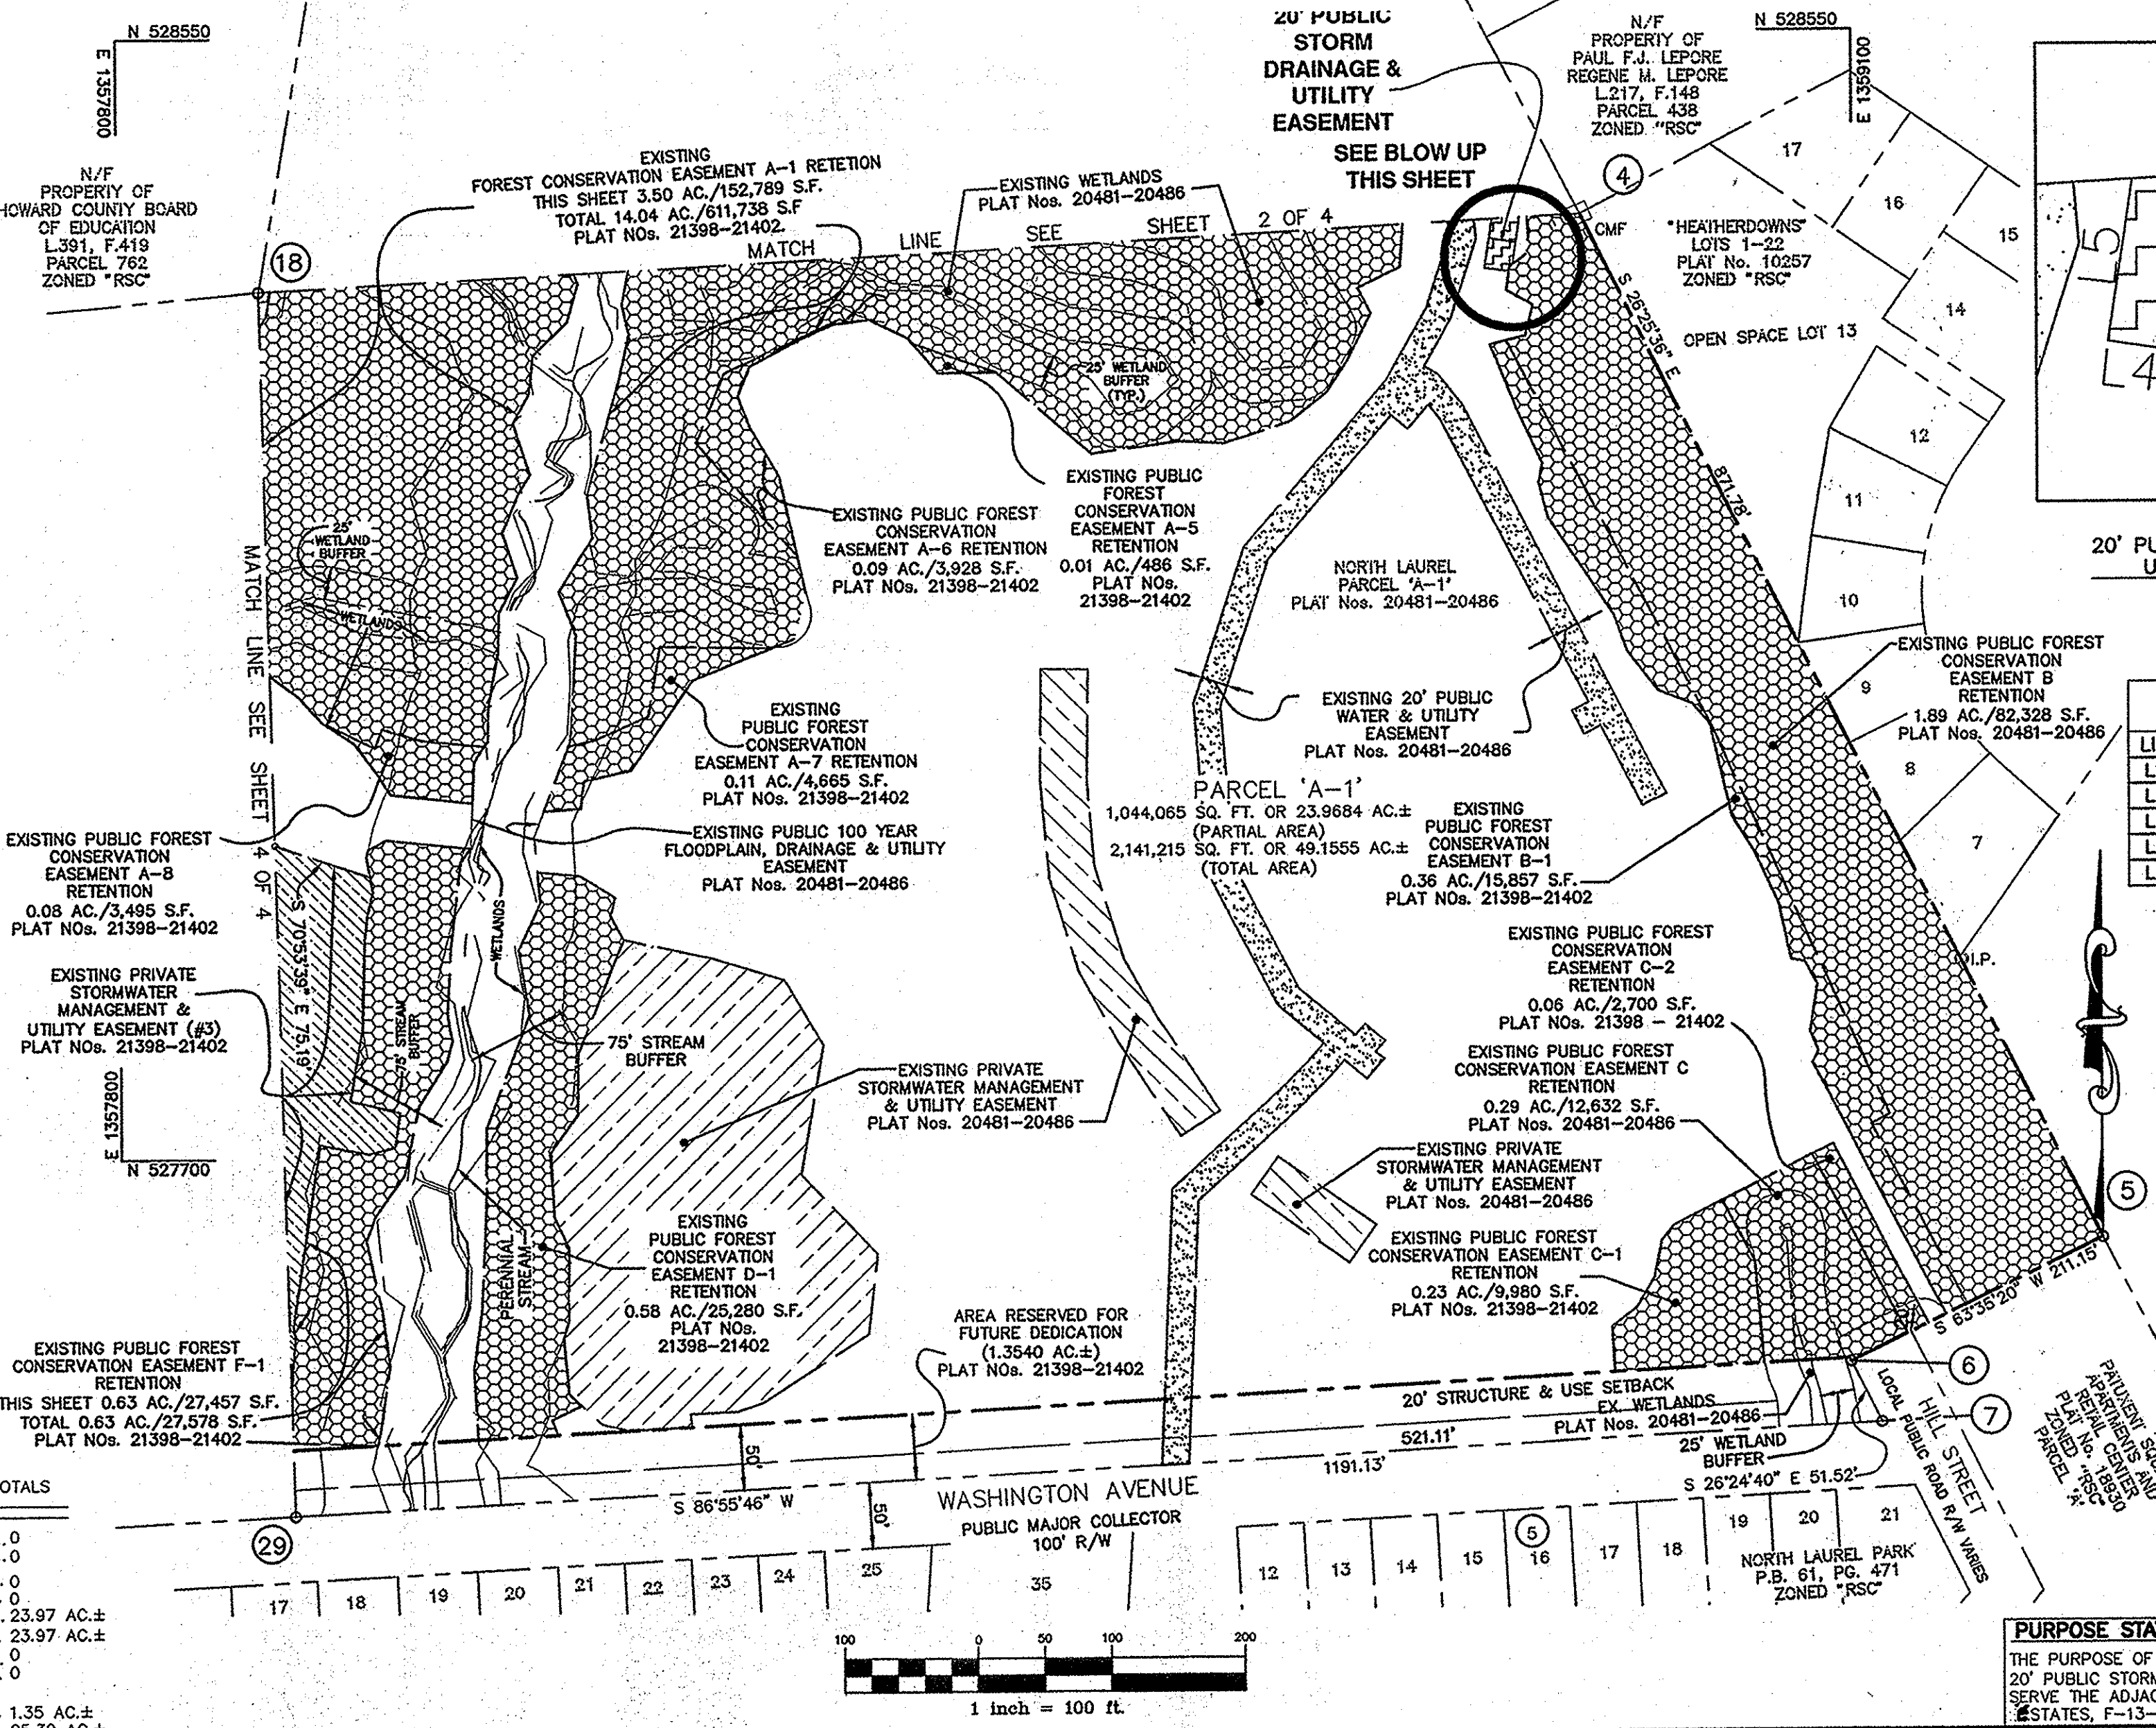 N 528550
E 1357800
N/F
PROPERTY OF
HOWARD COUNTY BOARD
OF EDUCATION
L.391, F.419
PARCEL 762
ZONED "RSC"
18
EXISTING
FOREST CONSERVATION EASEMENT A-1 RETETION
THIS SHEET 3.50 AC./152,789 S.F.
TOTAL 14.04 AC./611,738 S.F
PLAT NOs. 21398-21402.
MATCH LINE SEE SHEET 2 OF 4
EXISTING WETLANDS
PLAT Nos. 20481-20486
20' PUBLIC
STORM
DRAINAGE &
UTILITY
EASEMENT
SEE BLOW UP
THIS SHEET
N/F
PROPERTY OF
PAUL F.J. LEPORE
REGENE M. LEPORE
L.217, F.148
PARCEL 438
ZONED "RSC"
N 528550
E 1359100
4
CMF
"HEATHERDOWNS"
LOTS 1-22
PLAT No. 10257
ZONED "RSC"
OPEN SPACE LOT 13
17
16
15
14
12
11
10
9
8
7
L5
L4
S 26°25'36" E
871.78'
20' PU
U
25' WETLAND
BUFFER
(TYP.)
25'
WETLAND
BUFFER
WETLANDS
MATCH LINE SEE SHEET 4 OF 4
EXISTING PUBLIC FOREST
CONSERVATION
EASEMENT A-6 RETENTION
0.09 AC./3,928 S.F.
PLAT NOs. 21398-21402
EXISTING PUBLIC
FOREST
CONSERVATION
EASEMENT A-5
RETENTION
0.01 AC./486 S.F.
PLAT NOs.
21398-21402
NORTH LAUREL
PARCEL 'A-1'
PLAT Nos. 20481-20486
EXISTING PUBLIC FOREST
CONSERVATION
EASEMENT B
RETENTION
1.89 AC./82,328 S.F.
PLAT NOs. 20481-20486
EXISTING 20' PUBLIC
WATER & UTILITY
EASEMENT
PLAT Nos. 20481-20486
EXISTING
PUBLIC FOREST
CONSERVATION
EASEMENT A-7 RETENTION
0.11 AC./4,665 S.F.
PLAT NOs. 21398-21402
PARCEL 'A-1'
1,044,065 SQ. FT. OR 23.9684 AC.±
(PARTIAL AREA)
2,141,215 SQ. FT. OR 49.1555 AC.±
(TOTAL AREA)
EXISTING
PUBLIC FOREST
CONSERVATION
EASEMENT B-1
0.36 AC./15,857 S.F.
PLAT NOs. 21398-21402
EXISTING PUBLIC 100 YEAR
FLOODPLAIN, DRAINAGE & UTILITY
EASEMENT
PLAT Nos. 20481-20486
EXISTING PUBLIC FOREST
CONSERVATION
EASEMENT A-8
RETENTION
0.08 AC./3,495 S.F.
PLAT NOs. 21398-21402
S 70°53'39" E 75.19'
WETLANDS
EXISTING PRIVATE
STORMWATER
MANAGEMENT &
UTILITY EASEMENT (#3)
PLAT NOs. 21398-21402
75' STREAM
BUFFER
75' STREAM
BUFFER
EXISTING PUBLIC FOREST
CONSERVATION
EASEMENT C-2
RETENTION
0.06 AC./2,700 S.F.
PLAT NOs. 21398 - 21402
I.P.
EXISTING PUBLIC FOREST
CONSERVATION EASEMENT C
RETENTION
0.29 AC./12,632 S.F.
PLAT NOs. 20481-20486
EXISTING PRIVATE
STORMWATER MANAGEMENT
& UTILITY EASEMENT
PLAT Nos. 20481-20486
E 1357800
N 527700
EXISTING PRIVATE
STORMWATER MANAGEMENT
& UTILITY EASEMENT
PLAT Nos. 20481-20486
5
EXISTING PUBLIC FOREST
CONSERVATION EASEMENT C-1
RETENTION
0.23 AC./9,980 S.F.
PLAT NOs. 21398-21402
EXISTING
PUBLIC FOREST
CONSERVATION
EASEMENT D-1
RETENTION
0.58 AC./25,280 S.F.
PLAT NOs.
21398-21402
PERENNIAL
STREAM
S 63°35'20" W 211.15'
AREA RESERVED FOR
FUTURE DEDICATION
(1.3540 AC.±)
PLAT NOs. 21398-21402
EXISTING PUBLIC FOREST
CONSERVATION EASEMENT F-1
RETENTION
THIS SHEET 0.63 AC./27,457 S.F.
TOTAL 0.63 AC./27,578 S.F.
PLAT NOs. 21398-21402
6
7
20' STRUCTURE & USE SETBACK
EX. WETLANDS
PLAT Nos. 20481-20486
521.11'
25' WETLAND
BUFFER
1191.13'
S 26°24'40" E 51.52'
HILL STREET
LOCAL PUBLIC ROAD R/W VARIES
PATUXENT SQU
APARTMENTS AND
RETAIL CENTER
PLAT No. 18930
ZONED "RSC"
PARCEL 'A'
50'
50'
S 86°55'46" W
WASHINGTON AVENUE
PUBLIC MAJOR COLLECTOR
100' R/W
29
17
18
19
20
21
22
23
24
25
35
12
13
14
15
5
16
17
18
19
20
21
NORTH LAUREL PARK
P.B. 61, PG. 471
ZONED "RSC"
OTALS
.0
.0
.0
.0
. 23.97 AC.±
23.97 AC.±
. 0
. 0
1.35 AC.±
100 0 50 100 200
1 inch = 100 ft.
PURPOSE STA
THE PURPOSE OF
20' PUBLIC STORM
SERVE THE ADJAC
ESTATES, F-13-